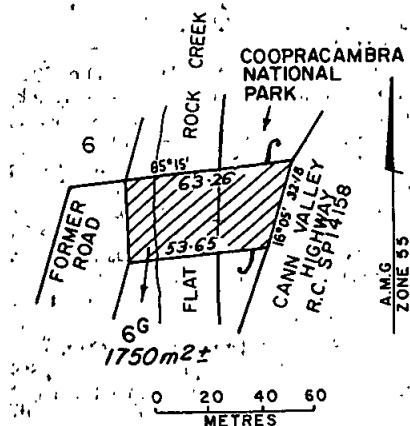 COOPRACAMBRA
NATIONAL
PARK
ROCK CREEK
6
85°15'
63·26
FORMER
ROAD
53·65
16°05' 32·18
CANN VALLEY
HIGHWAY
R.C. SP14158
FLAT
6G
1750m² ±
A.M.G
ZONE 55
0 20 40 60
METRES